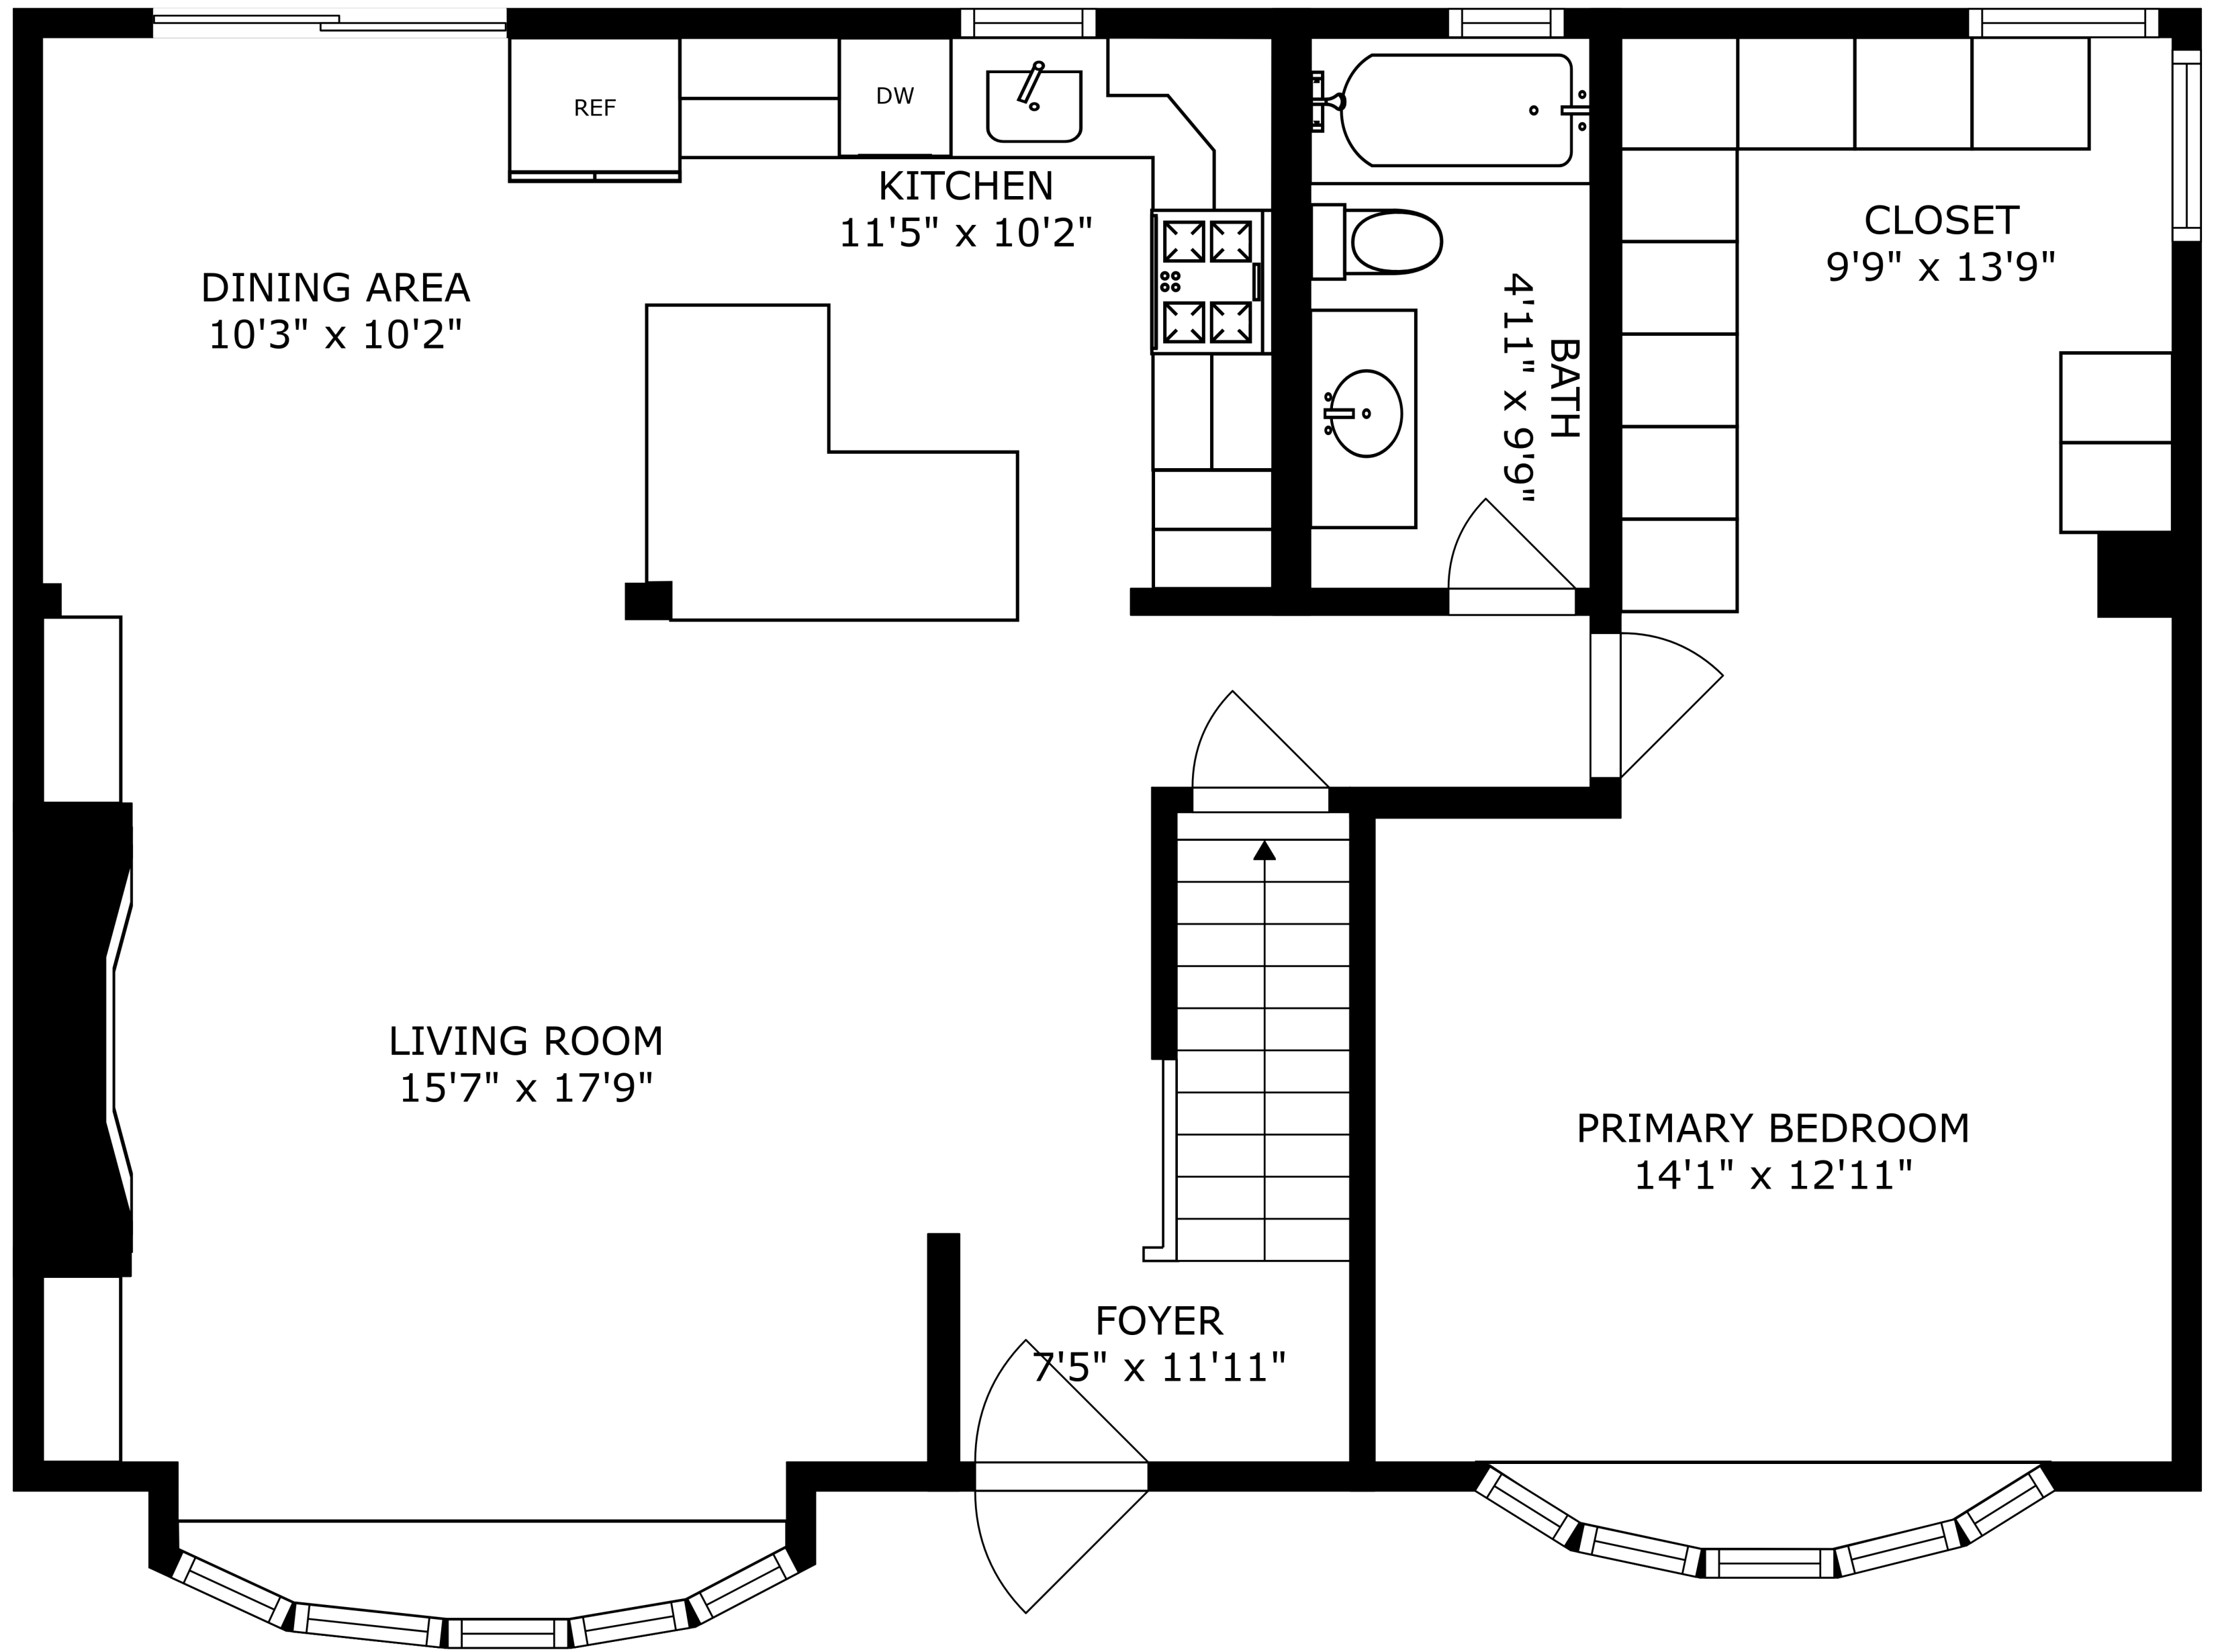 REF
DW
KITCHEN
11'5" x 10'2"
DINING AREA
10'3" x 10'2"
BATH
4'11" x 9'9"
CLOSET
9'9" x 13'9"
LIVING ROOM
15'7" x 17'9"
PRIMARY BEDROOM
14'1" x 12'11"
FOYER
7'5" x 11'11"